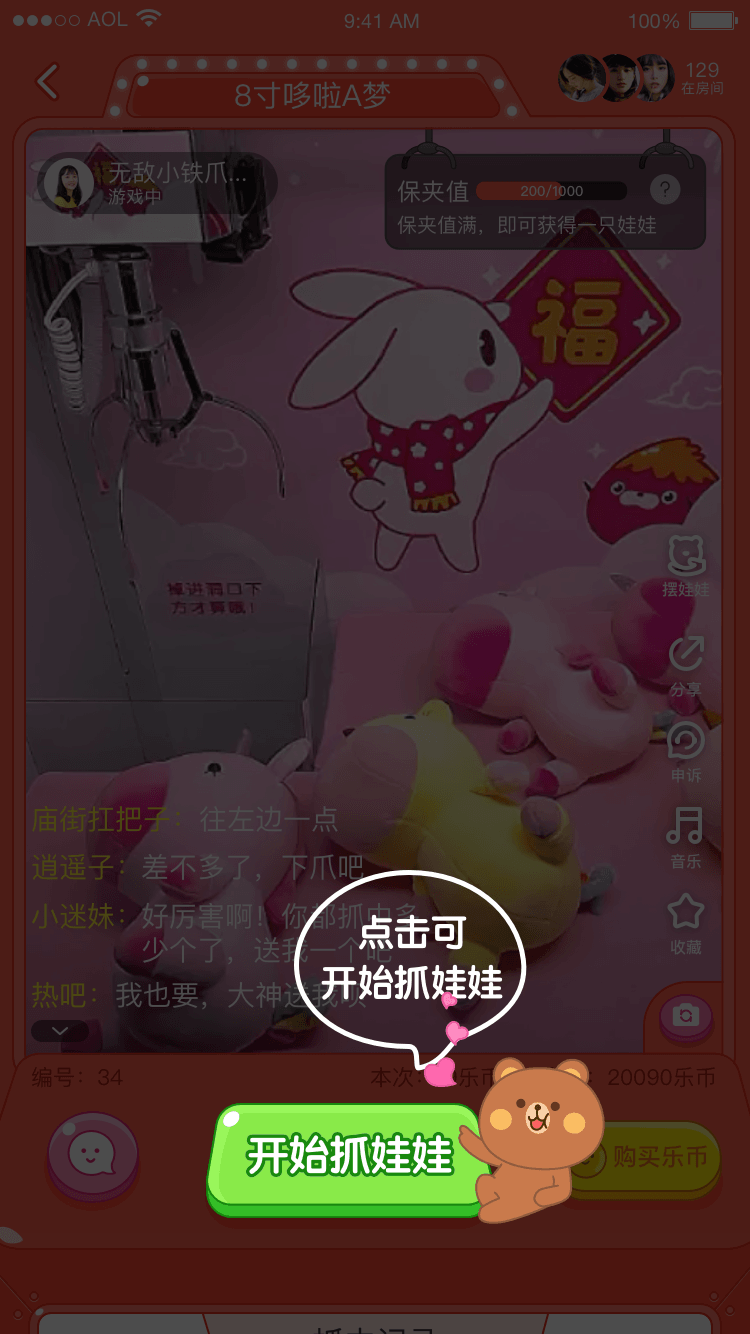 AOL
9:41 AM
100%
8寸哆啦A梦
129
在房间
无敌小铁爪...
游戏中
福
保夹值
200/1000
?
保夹值满，即可获得一只娃娃
福
掉进洞口下
方才算哦！
摆娃娃
分享
申诉
音乐
收藏
庙街扛把子：往左边一点
逍遥子：差不多了，下爪吧
小迷妹：好厉害啊！你都抓中多
少个了，送我一个吧
热吧：我也要，大神送我呗
点击可
开始抓娃娃
编号：34
本次：
乐币
：20090乐币
开始抓娃娃
购买乐币